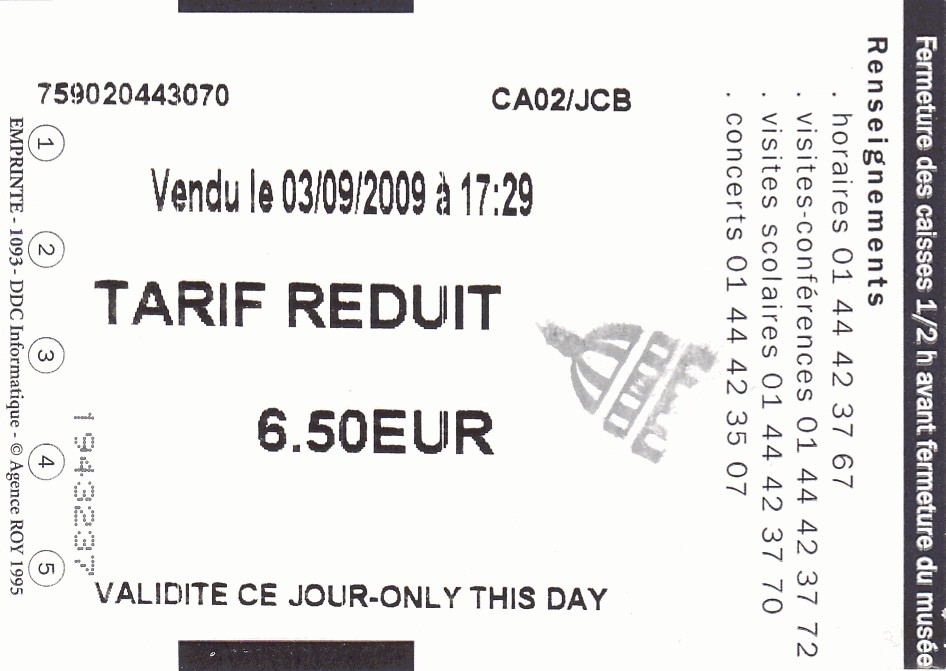 759020443070
CA02/JCB
Vendu le 03/09/2009 à 17:29
TARIF REDUIT
6.50EUR
VALIDITE CE JOUR-ONLY THIS DAY
Fermeture des caisses 1/2 h avant fermeture du musée
Renseignements
. horaires 01 44 42 37 67
. visites-conférences 01 44 42 37 72
. visites scolaires 01 44 42 37 70
. concerts 01 44 42 35 07
1943237
1 2 3 4 5
EMPRINTE - 1093 - DDC Informatique - © Agence ROY 1995